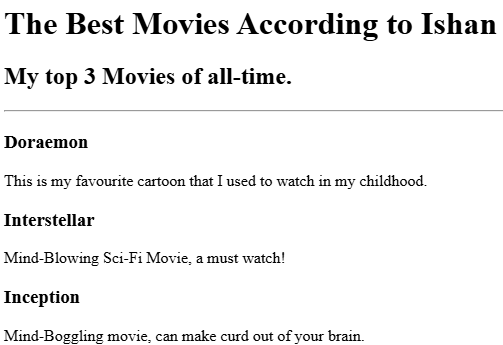 The Best Movies According to Ishan
My top 3 Movies of all-time.
Doraemon
This is my favourite cartoon that I used to watch in my childhood.
Interstellar
Mind-Blowing Sci-Fi Movie, a must watch!
Inception
Mind-Boggling movie, can make curd out of your brain.